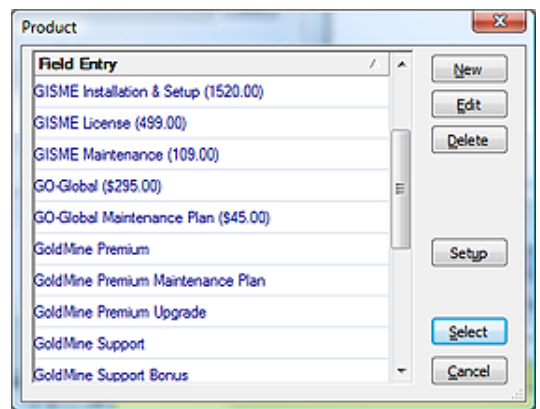 Product
Field Entry
GISME Installation & Setup (1520.00)
GISME License (499.00)
GISME Maintenance (109.00)
GO-Global ($295.00)
GO-Global Maintenance Plan ($45.00)
GoldMine Premium
GoldMine Premium Maintenance Plan
GoldMine Premium Upgrade
GoldMine Support
GoldMine Support Bonus
New
Edit
Delete
Setup
Select
Cancel